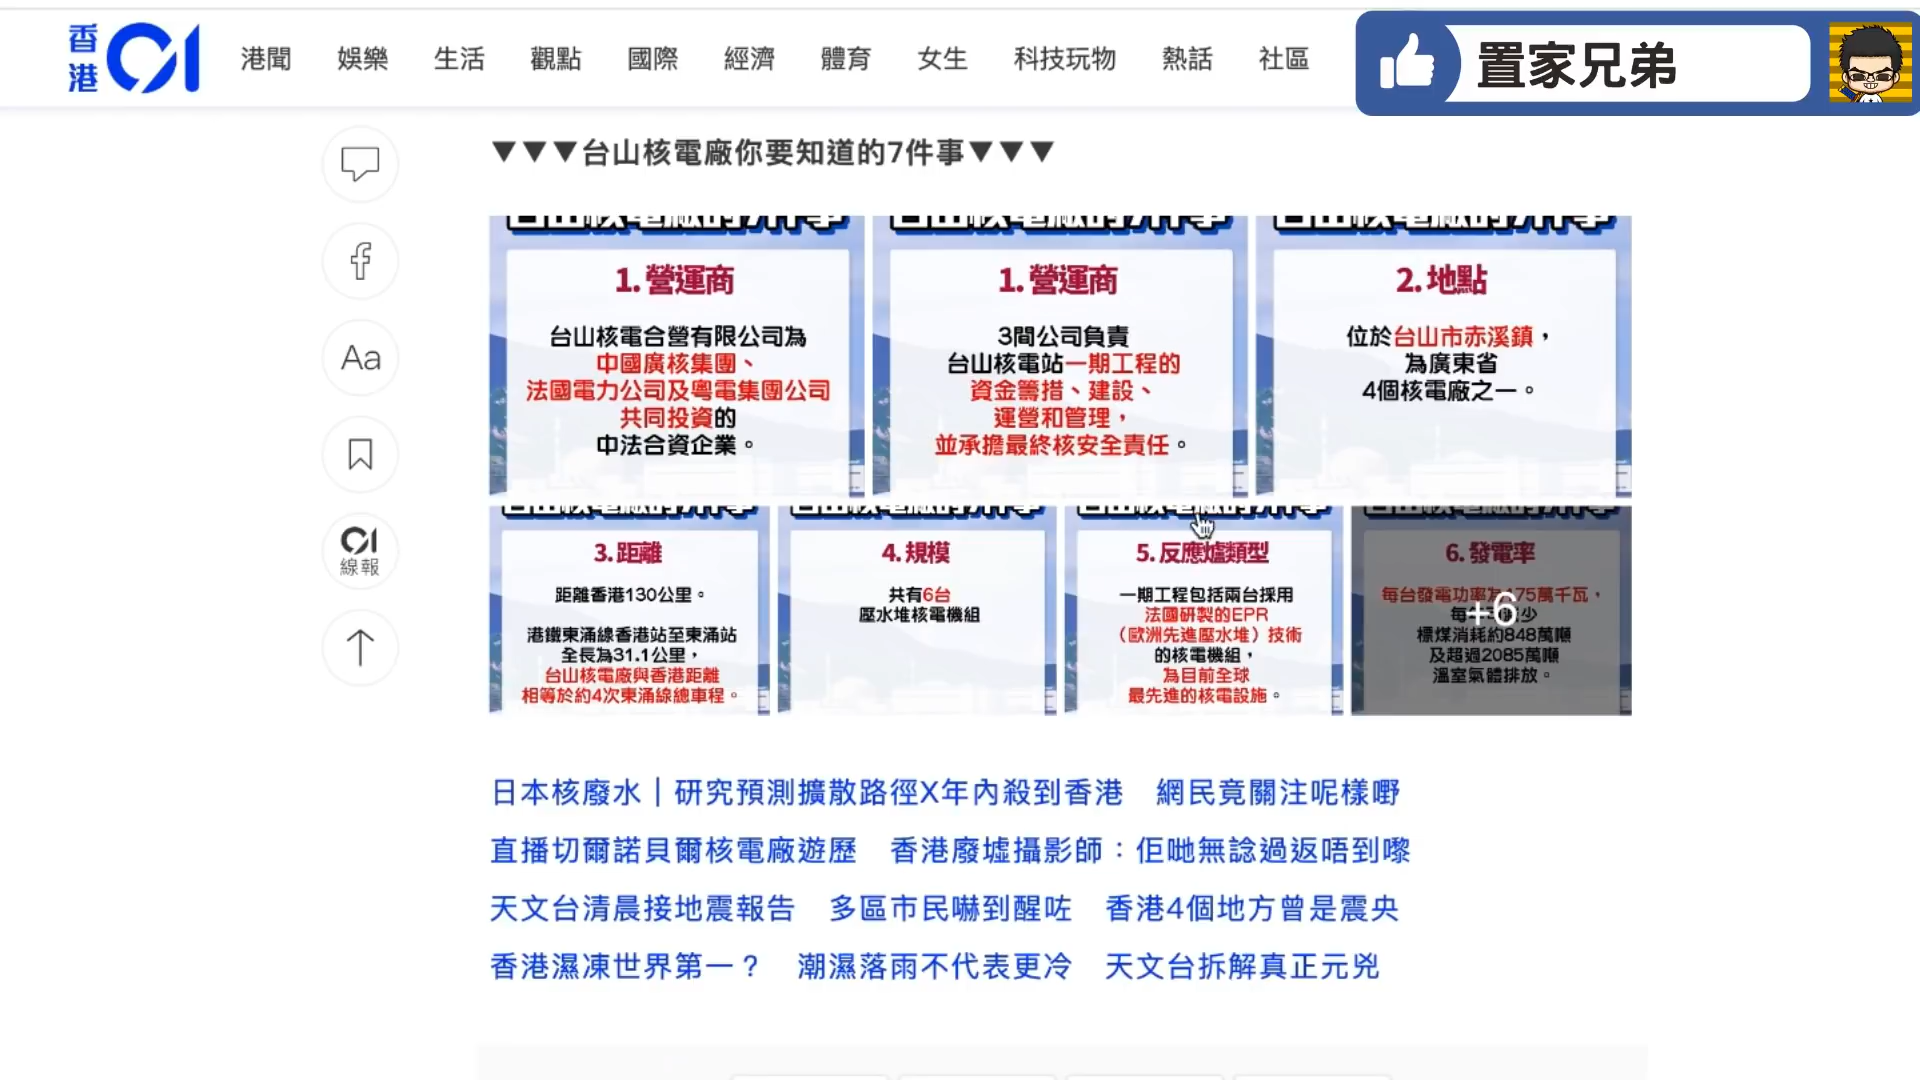 香港01
港聞 娛樂 生活 觀點 國際 經濟 體育 女生 科技玩物 熱話 社區
置家兄弟
▼▼▼台山核電廠你要知道的7件事▼▼▼
1. 營運商
台山核電合營有限公司為
中國廣核集團、
法國電力公司及粵電集團公司
共同投資的
中法合資企業。
1. 營運商
3間公司負責
台山核電站一期工程的
資金籌措、建設、
運營和管理，
並承擔最終核安全責任。
2. 地點
位於台山市赤溪鎮，
為廣東省
4個核電廠之一。
3. 距離
距離香港130公里。
港鐵東涌線香港站至東涌站
全長為31.1公里，
台山核電廠與香港距離
相等於約4次東涌線總車程。
4. 規模
共有6台
壓水堆核電機組
5. 反應爐類型
一期工程包括兩台採用
法國研製的EPR
（歐洲先進壓水堆）技術
的核電機組，
為目前全球
最先進的核電設施。
6. 發電率
每台發電功率為175萬千瓦，
標煤消耗約848萬噸
及超過2085萬噸
溫室氣體排放。
+6
Aa
01
線報
日本核廢水｜研究預測擴散路徑X年內殺到香港 網民竟關注呢樣嘢
直播切爾諾貝爾核電廠遊歷 香港廢墟攝影師：佢哋無諗過返唔到嚟
天文台清晨接地震報告 多區市民嚇到醒咗 香港4個地方曾是震央
香港濕凍世界第一？ 潮濕落雨不代表更冷 天文台拆解真正元兇